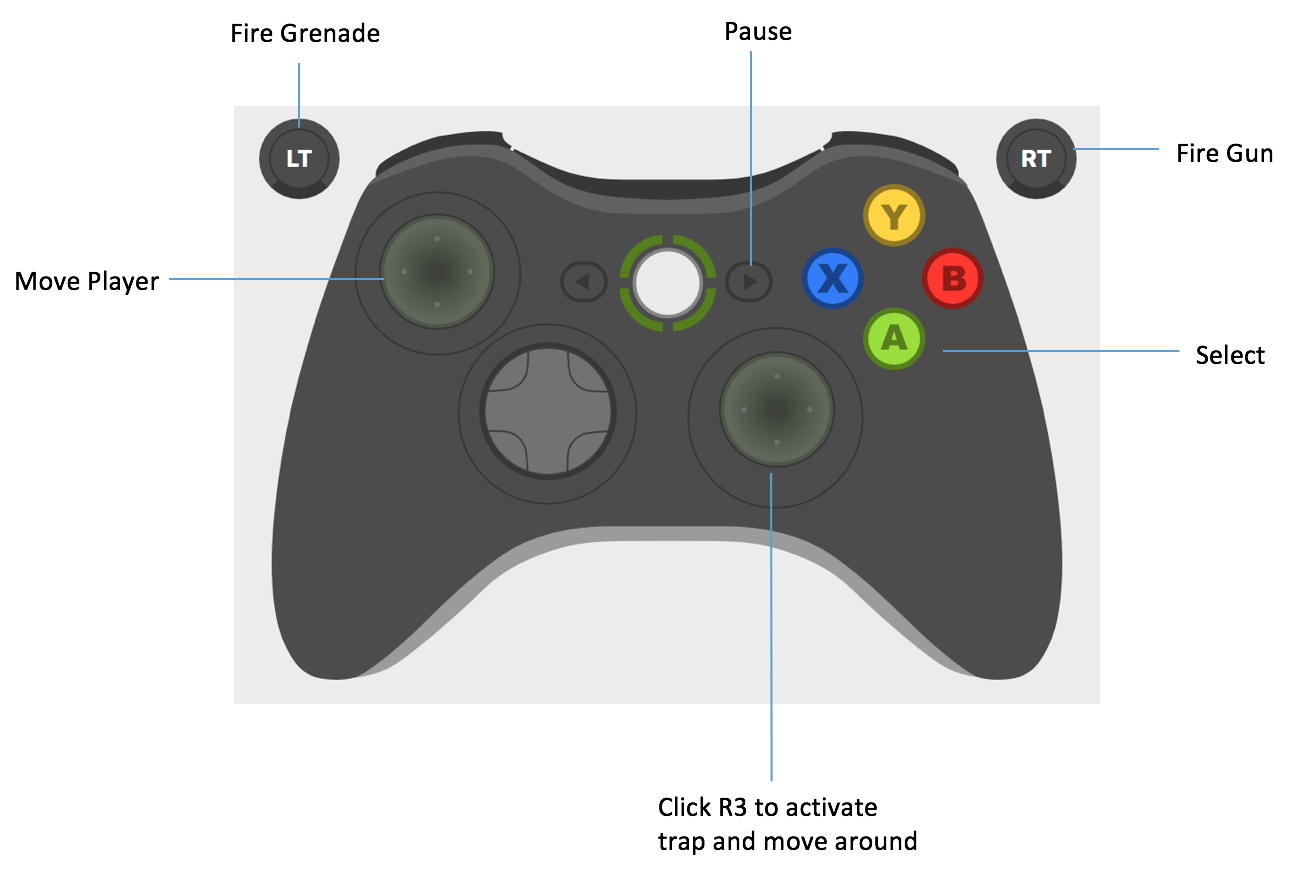 Fire Grenade
Pause
LT
RT
Fire Gun
Y
Move Player
X
B
A
Select
Click R3 to activate
trap and move around